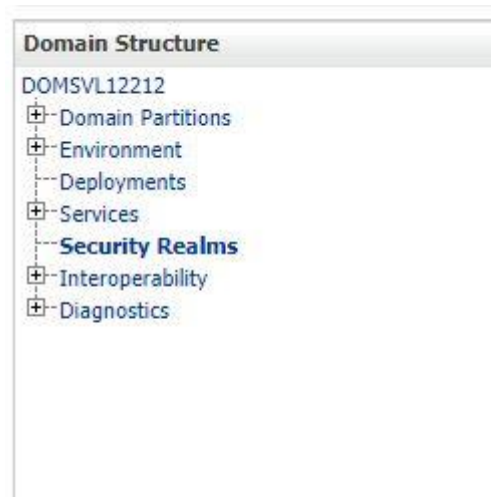 Domain Structure
DOMSVL12212
Domain Partitions
Environment
Deployments
Services
Security Realms
Interoperability
Diagnostics